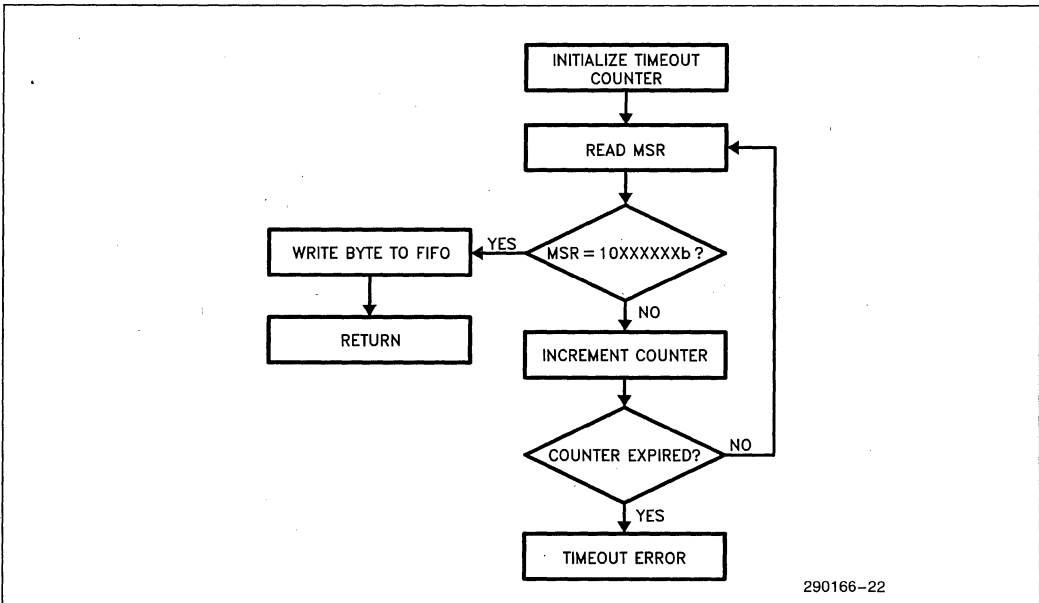 INITIALIZE TIMEOUT
COUNTER
READ MSR
MSR = 10XXXXXXb ?
YES
WRITE BYTE TO FIFO
RETURN
NO
INCREMENT COUNTER
COUNTER EXPIRED?
NO
YES
TIMEOUT ERROR
290166-22